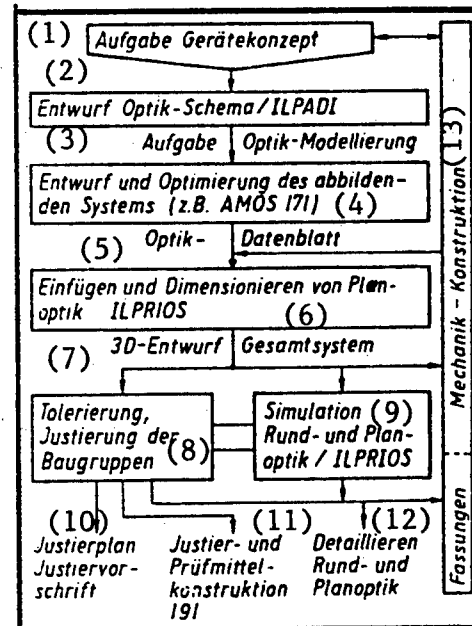 (1) Aufgabe Gerätekonzept
(2)
Entwurf Optik-Schema/ILPADI
(3) Aufgabe Optik-Modellierung
Entwurf und Optimierung des abbilden-
den Systems (z.B. AMOS 171) (4)
(5) Optik- Datenblatt
Einfügen und Dimensionieren von Plan-
optik ILPRIOS (6)
(7) 3D-Entwurf Gesamtsystem
Tolerierung,
Justierung der
Baugruppen (8)
Simulation (9)
Rund- und Plan-
optik / ILPRIOS
(10)
Justierplan
Justiervor-
schrift
(11)
Justier- und
Prüfmittel-
konstruktion
191
(12)
Detaillieren
Rund- und
Planoptik
Mechanik-Konstruktion (13)
Fassungen